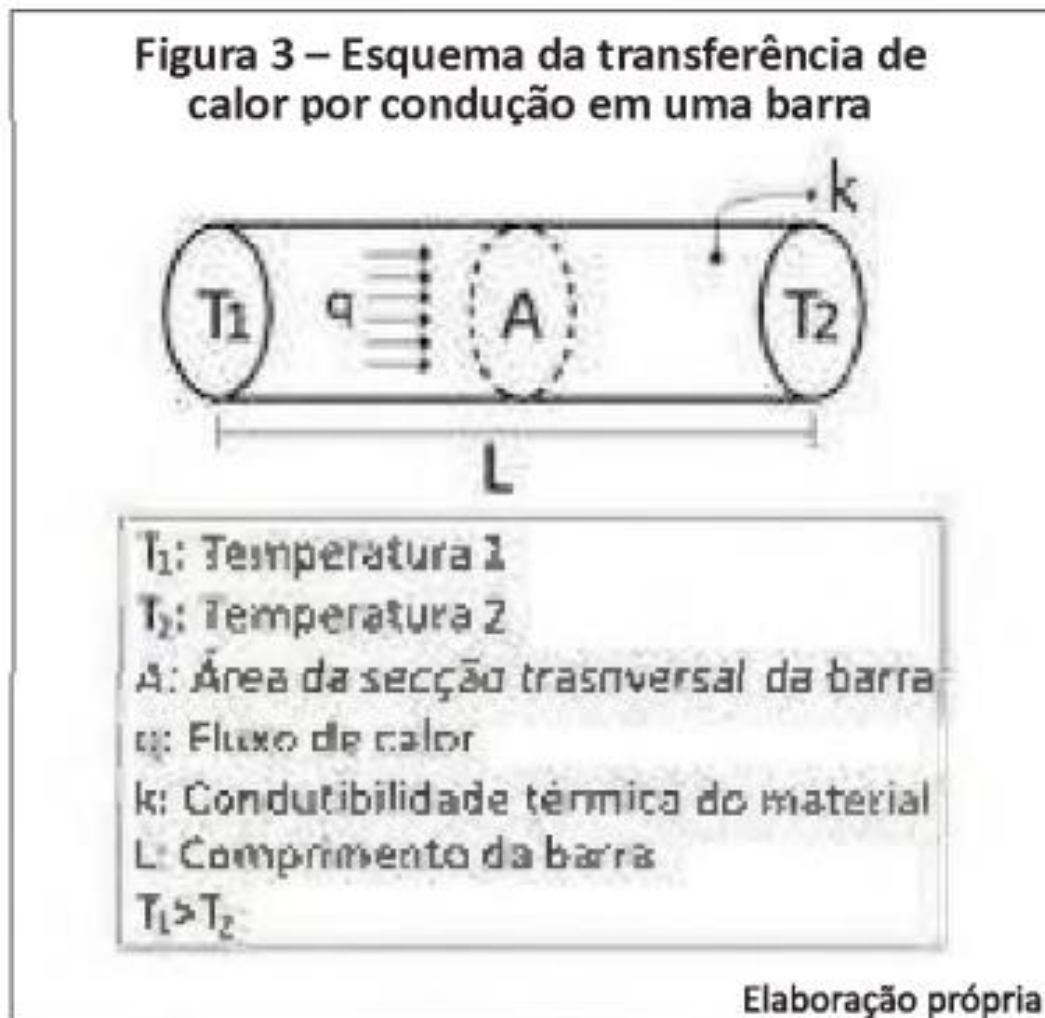 Figura 3 – Esquema da transferência de
calor por condução em uma barra
k
T1
q
A
T2
L
T₁: Temperatura 1
T₂: Temperatura 2
A: Área da secção trasnversal da barra
q: Fluxo de calor
k: Condutibilidade térmica do material
L: Comprimento da barra
T₁>T₂
Elaboração própria